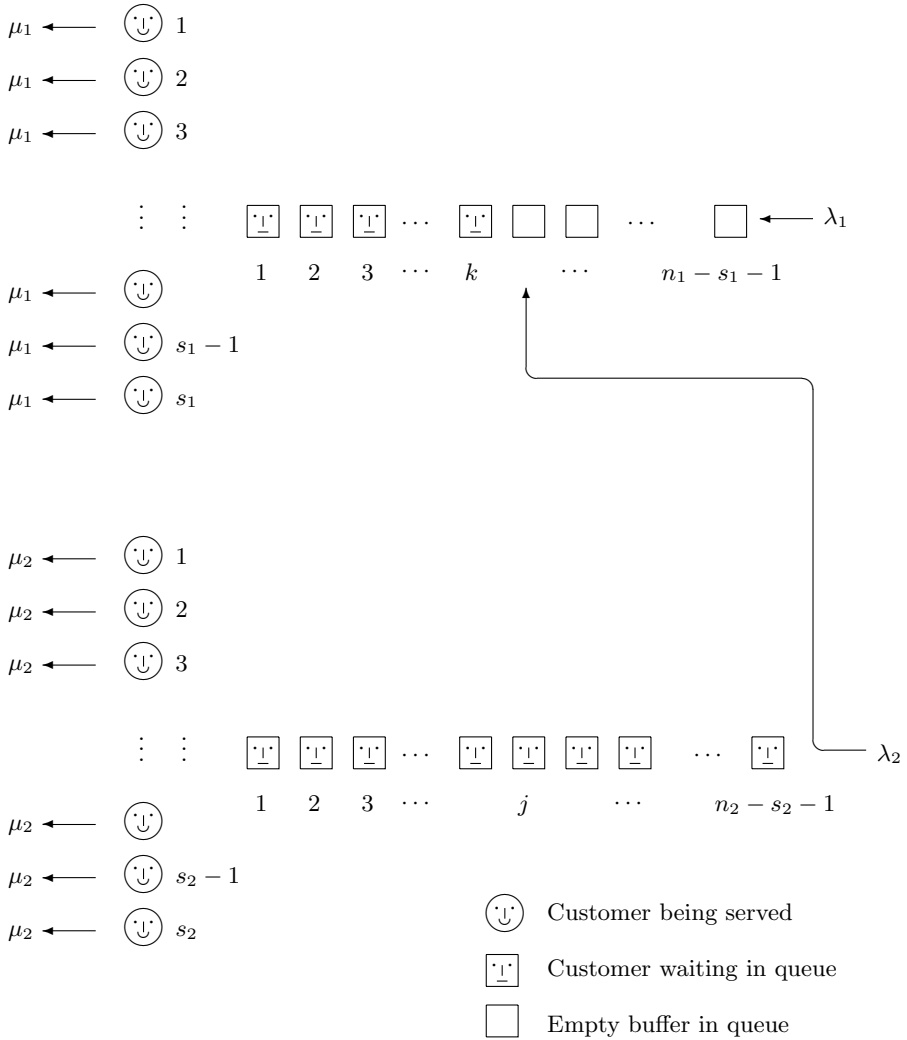 μ₁ 1
μ₁ 2
μ₁ 3
⋮ ⋮ ⋯ ⋯ λ₁
1 2 3 ⋯ k ⋯ n₁ − s₁ − 1
μ₁
μ₁ s₁ − 1
μ₁ s₁
μ₂ 1
μ₂ 2
μ₂ 3
⋮ ⋮ ⋯ ⋯ λ₂
1 2 3 ⋯ j ⋯ n₂ − s₂ − 1
μ₂
μ₂ s₂ − 1
μ₂ s₂
Customer being served
Customer waiting in queue
Empty buffer in queue